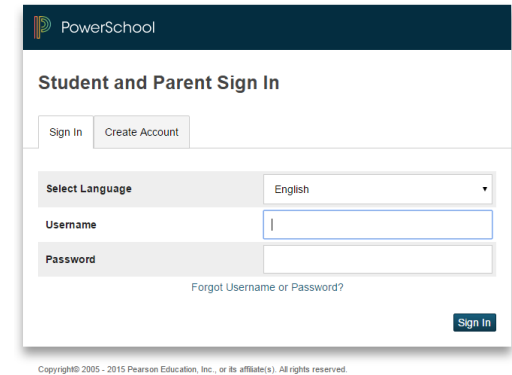 PowerSchool
Student and Parent Sign In
Sign In Create Account
Select Language English
Username
Password
Forgot Username or Password?
Sign In
Copyright© 2005 - 2015 Pearson Education, Inc., or its affiliate(s). All rights reserved.